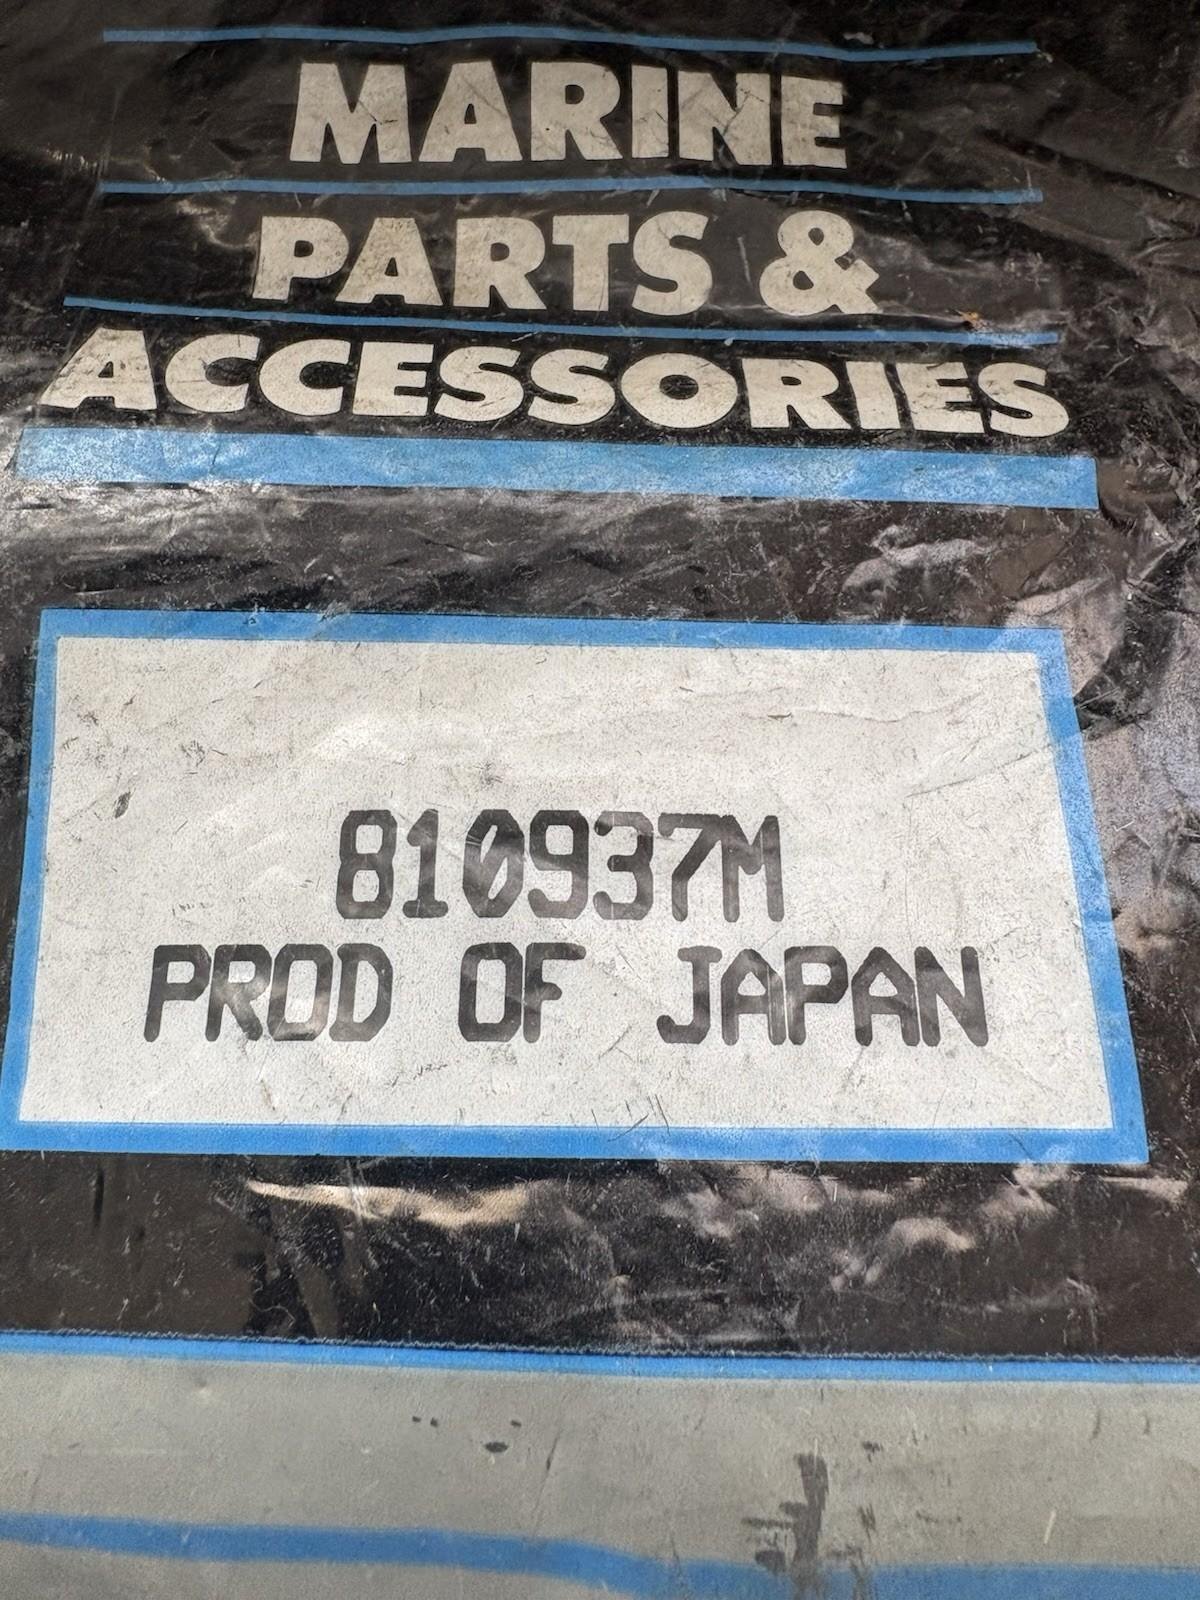 MARINE
PARTS &
ACCESSORIES
810937M
PROD OF JAPAN